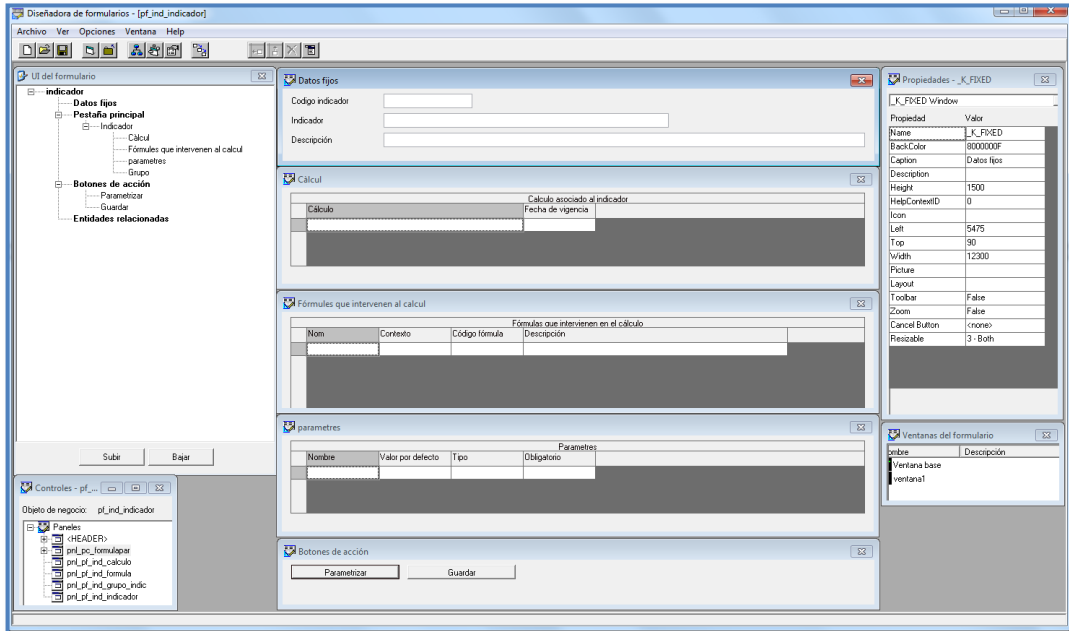 Diseñadora de formularios - [pf_ind_indicador]
Archivo Ver Opciones Ventana Help
UI del formulario
indicador
Datos fijos
Pestaña principal
Indicador
Càlcul
Fórmules que intervenen al calcul
parametres
Grupo
Botones de acción
Parametrizar
Guardar
Entidades relacionadas
Subir Bajar
Controles - pf_...
Objeto de negocio: pf_ind_indicador
Paneles
<HEADER>
pnl_pc_formulapar
pnl_pf_ind_calculo
pnl_pf_ind_formula
pnl_pf_ind_grupo_indic
pnl_pf_ind_indicador
Datos fijos
Codigo indicador
Indicador
Descripción
Càlcul
Calculo asociado al indicador
Cálculo Fecha de vigencia
Fórmules que intervenen al calcul
Fórmulas que intervienen en el cálculo
Nom Contexto Código fórmula Descripción
parametres
Parametres
Nombre Valor por defecto Tipo Obligatorio
Botones de acción
Parametrizar Guardar
Propiedades - _K_FIXED
_K_FIXED Window
Propiedad Valor
Name _K_FIXED
BackColor 8000000F
Caption Datos fijos
Description
Height 1500
HelpContextID 0
Icon
Left 5475
Top 90
Width 12300
Picture
Layout
Toolbar False
Zoom False
Cancel Button <none>
Resizable 3 - Both
Ventanas del formulario
ombre Descripción
Ventana base
ventana1